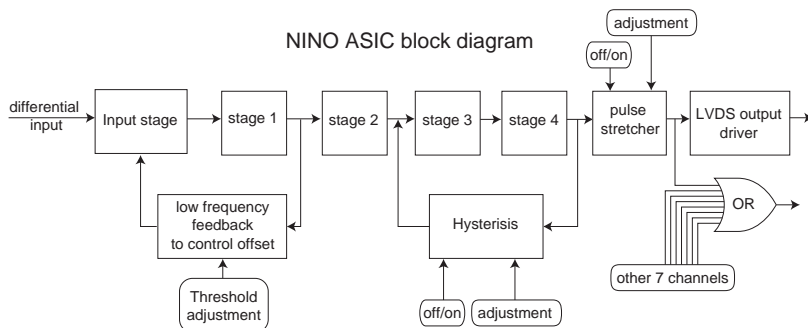 NINO ASIC block diagram
adjustment
off/on
differential
input
Input stage
stage 1
stage 2
stage 3
stage 4
pulse
stretcher
LVDS output
driver
low frequency
feedback
to control offset
Hysterisis
OR
Threshold
adjustment
off/on
adjustment
other 7 channels